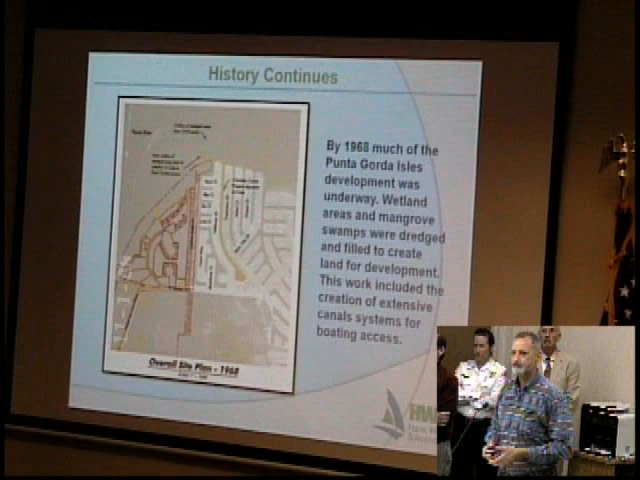 History Continues
By 1968 much of the
Punta Gorda Isles
development was
underway. Wetland
areas and mangrove
swamps were dredged
and filled to create
land for development.
This work included the
creation of extensive
canals systems for
boating access.
Overall Site Plan - 1968
HW